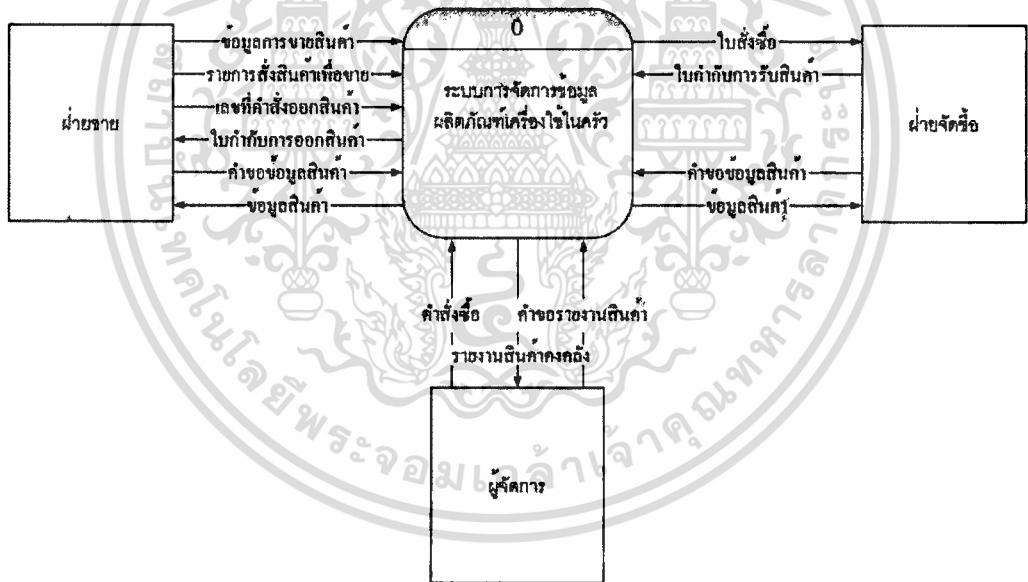 0
ระบบการจัดการข้อมูล
ผลิตภัณฑ์เครื่องใช้ในครัว
ฝ่ายขาย
ข้อมูลการขายสินค้า
รายการสั่งสินค้าเพื่อขาย
เลขที่คำสั่งออกสินค้า
ใบกำกับการออกสินค้า
คำขอข้อมูลสินค้า
ข้อมูลสินค้า
ใบสั่งซื้อ
ใบกำกับการรับสินค้า
คำขอข้อมูลสินค้า
ข้อมูลสินค้า
ฝ่ายจัดซื้อ
คำสั่งซื้อ
คำขอรายงานสินค้า
รายงานสินค้าคงคลัง
ผู้จัดการ